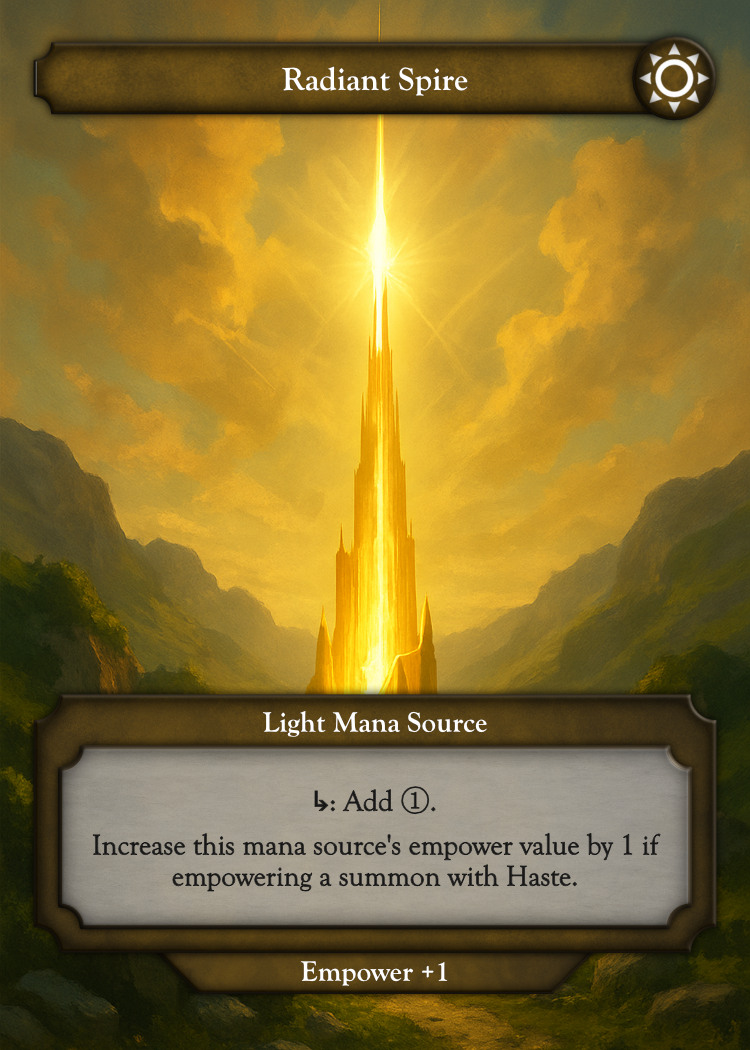 Radiant Spire
Light Mana Source
↳: Add ①.
Increase this mana source's empower value by 1 if
empowering a summon with Haste.
Empower +1